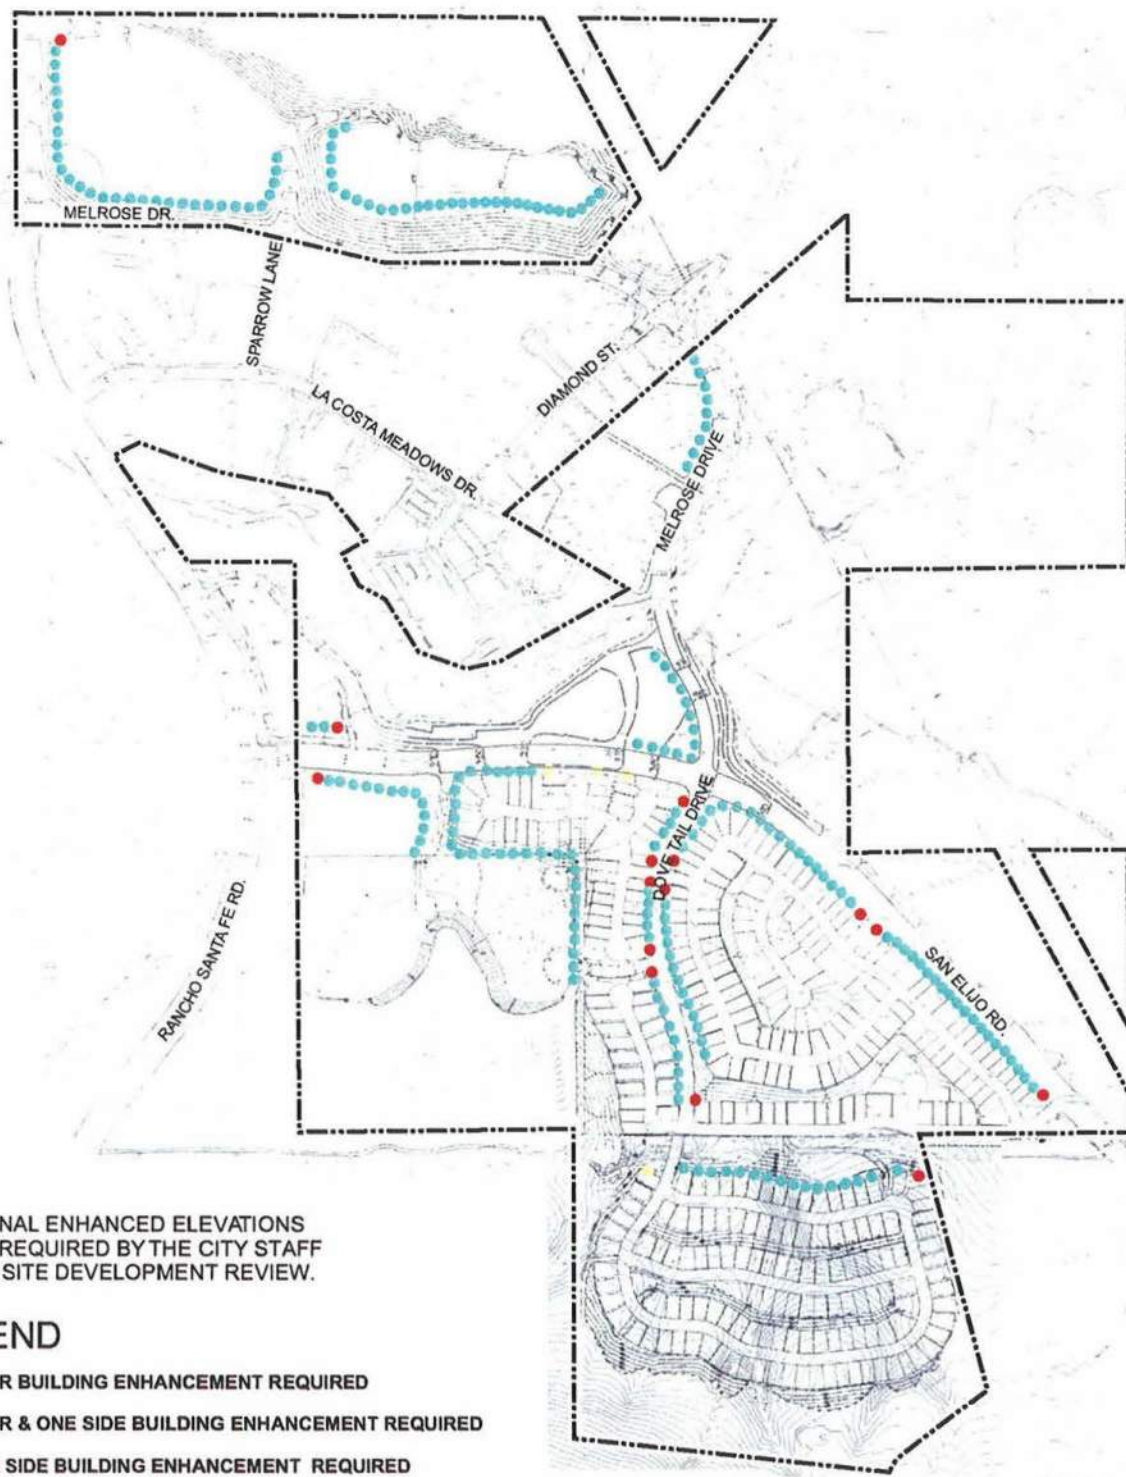 MELROSE DR.
SPARROW LANE
LA COSTA MEADOWS DR.
DIAMOND ST.
MELROSE DRIVE
DOVE TAIL DRIVE
RANCHO SANTA FE RD.
SAN ELIJO RD.
NAL ENHANCED ELEVATIONS
REQUIRED BY THE CITY STAFF
SITE DEVELOPMENT REVIEW.
END
R BUILDING ENHANCEMENT REQUIRED
R & ONE SIDE BUILDING ENHANCEMENT REQUIRED
SIDE BUILDING ENHANCEMENT REQUIRED